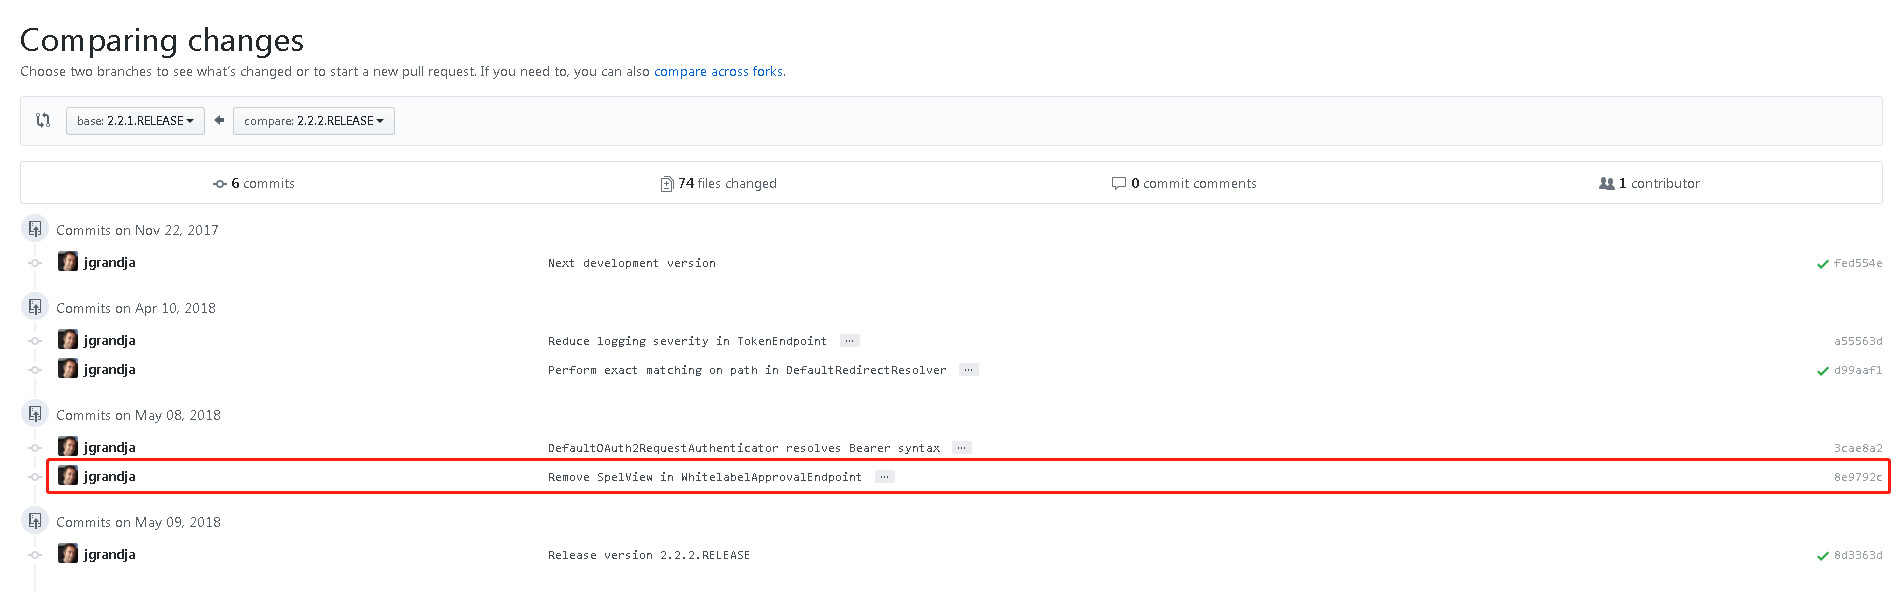 Comparing changes
Choose two branches to see what's changed or to start a new pull request. If you need to, you can also compare across forks.
base: 2.2.1.RELEASE compare: 2.2.2.RELEASE
6 commits 74 files changed 0 commit comments 1 contributor
Commits on Nov 22, 2017
jgrandja Next development version fed554e
Commits on Apr 10, 2018
jgrandja Reduce logging severity in TokenEndpoint … a55563d
jgrandja Perform exact matching on path in DefaultRedirectResolver … d99aaf1
Commits on May 08, 2018
jgrandja DefaultOAuth2RequestAuthenticator resolves Bearer syntax … 3cae8a2
jgrandja Remove SpelView in WhitelabelApprovalEndpoint … 8e9792c
Commits on May 09, 2018
jgrandja Release version 2.2.2.RELEASE 8d3363d